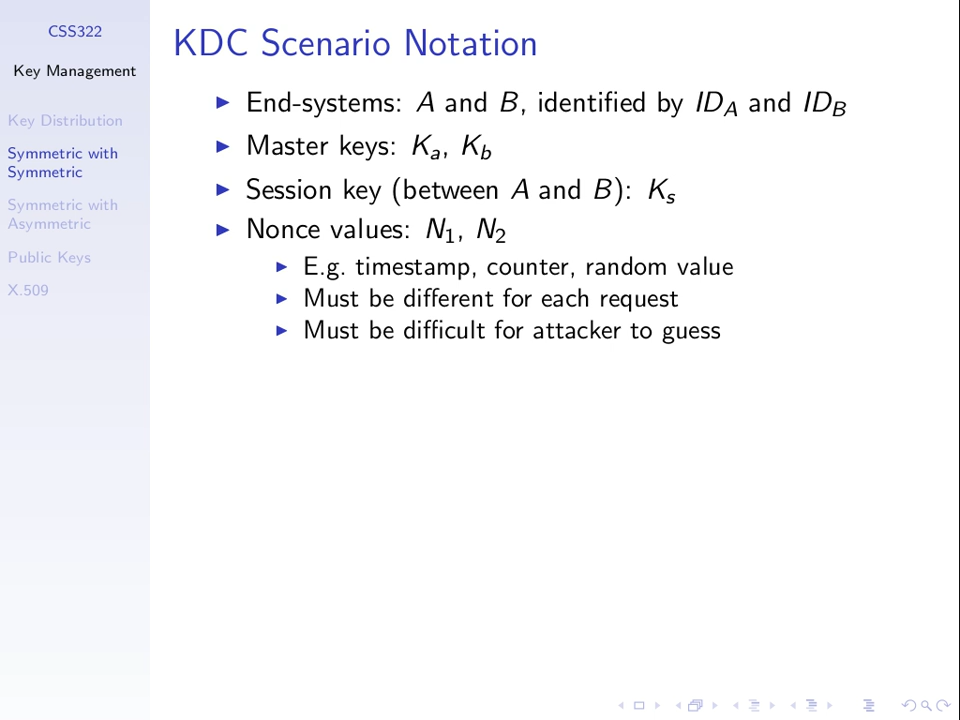 CSS322
Key Management
Key Distribution
Symmetric with
Symmetric
Symmetric with
Asymmetric
Public Keys
X.509
KDC Scenario Notation
End-systems: A and B, identified by ID_A and ID_B
Master keys: K_a, K_b
Session key (between A and B): K_s
Nonce values: N_1, N_2
E.g. timestamp, counter, random value
Must be different for each request
Must be difficult for attacker to guess